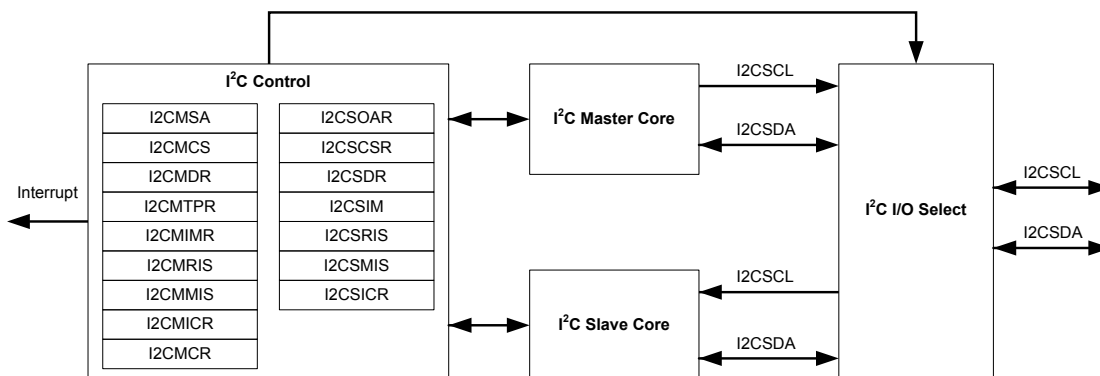 I²C Control
I2CMSA
I2CMCS
I2CMDR
I2CMTPR
I2CMIMR
I2CMRIS
I2CMMIS
I2CMICR
I2CMCR
I2CSOAR
I2CSCSR
I2CSDR
I2CSIM
I2CSRIS
I2CSMIS
I2CSICR
Interrupt
I²C Master Core
I2CSCL
I2CSDA
I²C Slave Core
I2CSCL
I2CSDA
I²C I/O Select
I2CSCL
I2CSDA